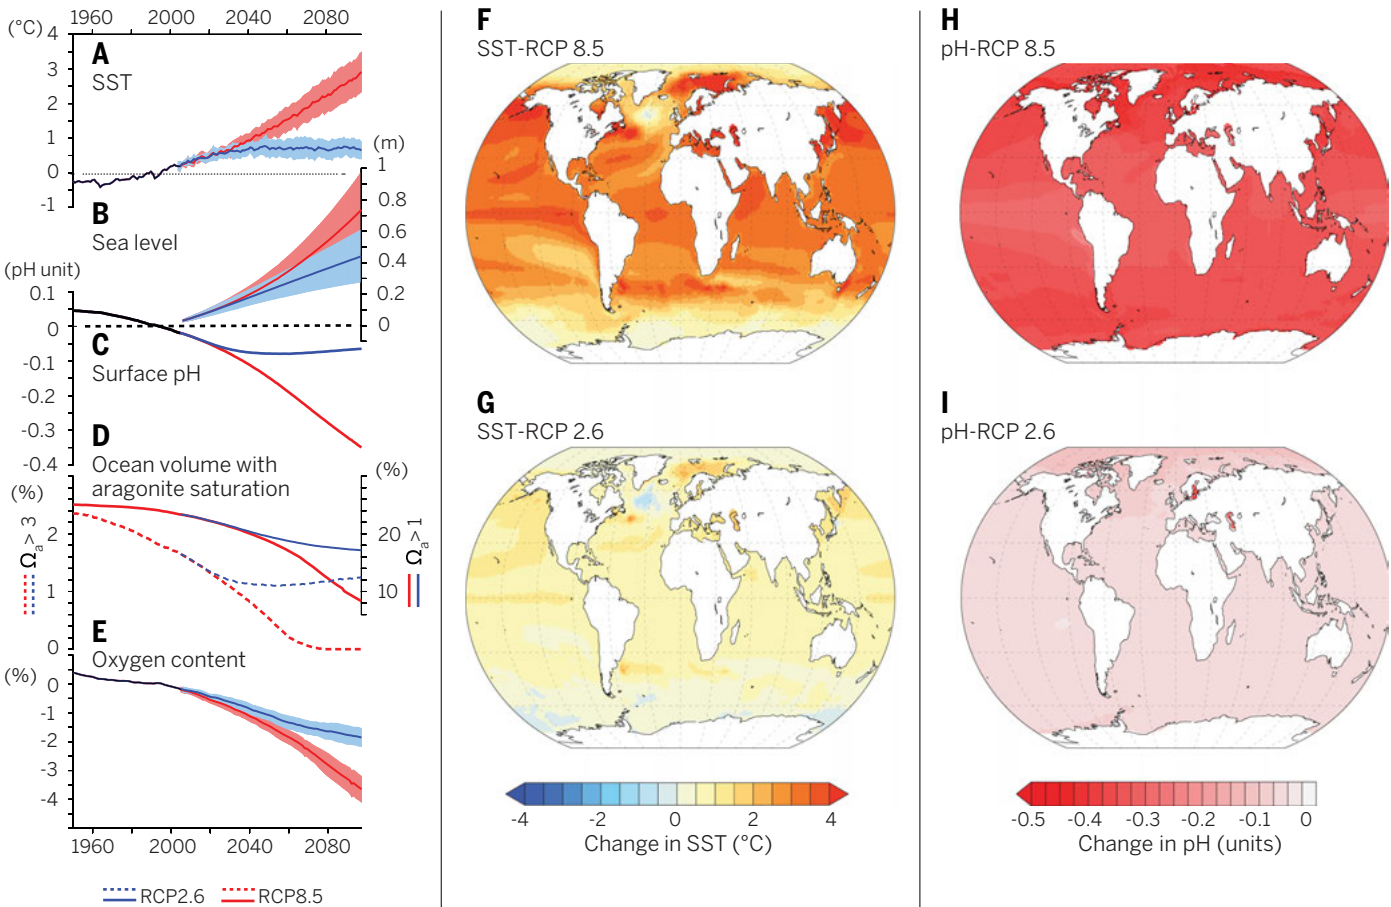 1960 2000 2040 2080
(°C)
4
3
2
1
0
-1
A
SST
(m)
1
0.8
0.6
0.4
0.2
0
B
Sea level
(pH unit)
0.1
0
-0.1
-0.2
-0.3
-0.4
C
Surface pH
D
Ocean volume with
aragonite saturation
(%)
2
1
0
Ωa> 3
(%)
20
10
Ωa>1
E
Oxygen content
(%)
0
-1
-2
-3
-4
1960 2000 2040 2080
RCP2.6 RCP8.5
F
SST-RCP 8.5
G
SST-RCP 2.6
-4 -2 0 2 4
Change in SST (°C)
H
pH-RCP 8.5
I
pH-RCP 2.6
-0.5 -0.4 -0.3 -0.2 -0.1 0
Change in pH (units)